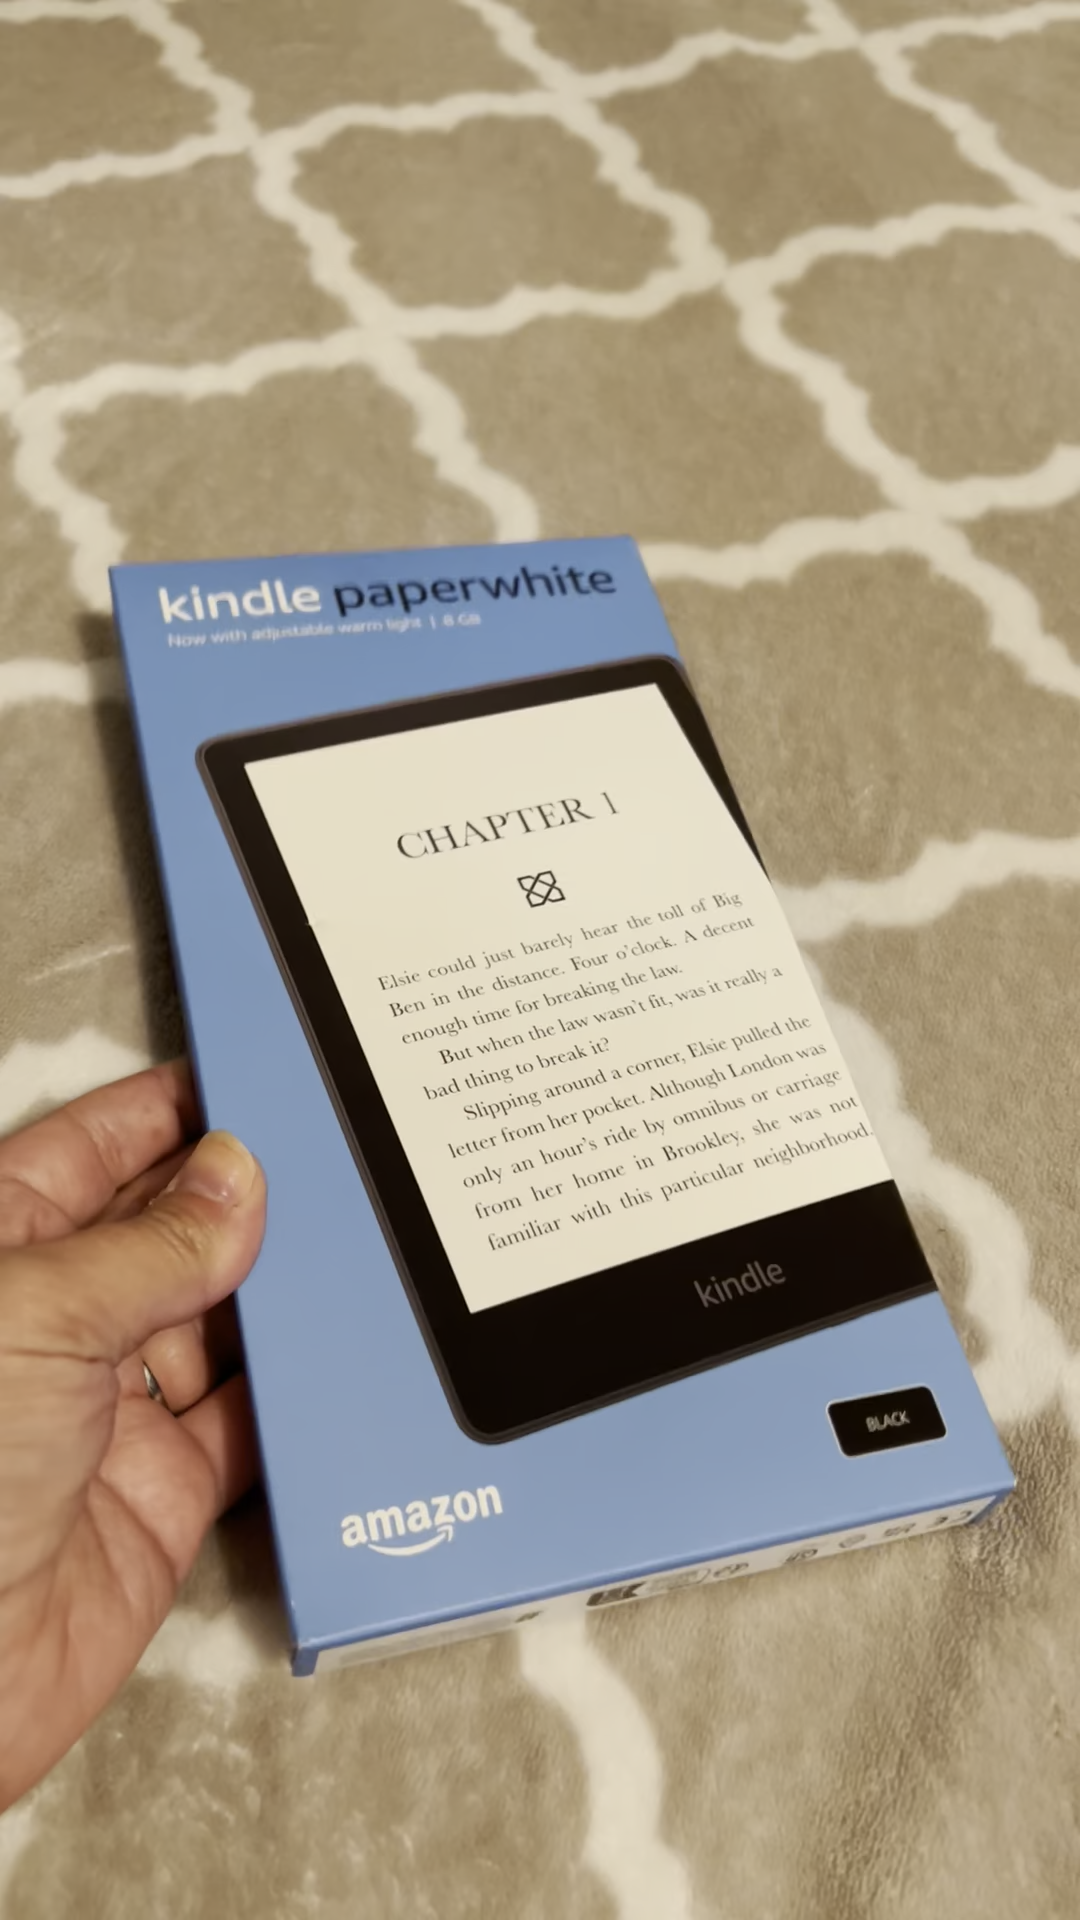 kindle paperwhite
Now with adjustable warm light | 8 GB
CHAPTER 1
Elsie could just barely hear the toll of Big
Ben in the distance. Four o'clock. A decent
enough time for breaking the law.
But when the law wasn't fit, was it really a
bad thing to break it?
Slipping around a corner, Elsie pulled the
letter from her pocket. Although London was
only an hour's ride by omnibus or carriage
from her home in Brookley, she was not
familiar with this particular neighborhood.
kindle
BLACK
amazon